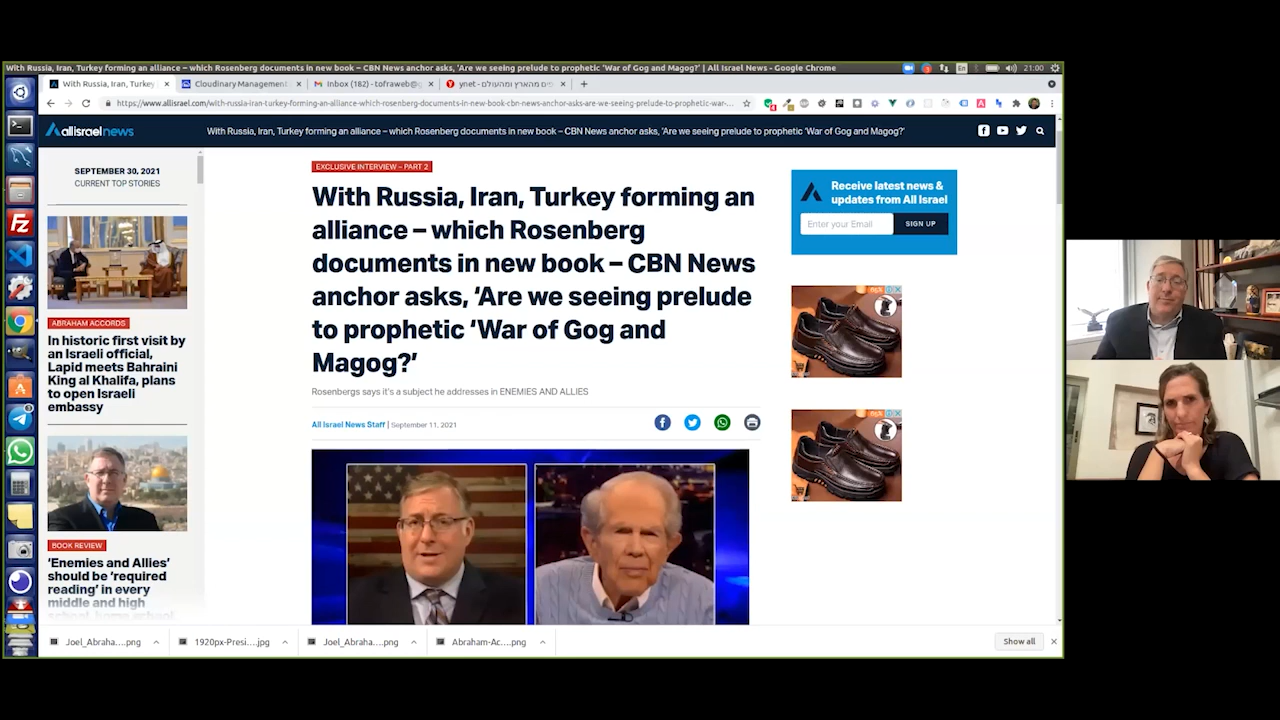 With Russia, Iran, Turkey forming an alliance – which Rosenberg documents in new book – CBN News anchor asks, 'Are we seeing prelude to prophetic 'War of Gog and Magog?' | All Israel News - Google Chrome
21:00
With Russia, Iran, Turkey
Cloudinary Management
Inbox (182) - tofraweb@
ynet -
https://www.allisrael.com/with-russia-iran-turkey-forming-an-alliance-which-rosenberg-documents-in-new-book-cbn-news-anchor-asks-are-we-seeing-prelude-to-prophetic-war-...
allisraelnews
With Russia, Iran, Turkey forming an alliance – which Rosenberg documents in new book – CBN News anchor asks, 'Are we seeing prelude to prophetic 'War of Gog and Magog?'
SEPTEMBER 30, 2021
CURRENT TOP STORIES
ABRAHAM ACCORDS
In historic first visit by
an Israeli official,
Lapid meets Bahraini
King al Khalifa, plans
to open Israeli
embassy
BOOK REVIEW
'Enemies and Allies'
should be 'required
reading' in every
middle and high
EXCLUSIVE INTERVIEW – PART 2
With Russia, Iran, Turkey forming an
alliance – which Rosenberg
documents in new book – CBN News
anchor asks, 'Are we seeing prelude
to prophetic 'War of Gog and
Magog?'
Rosenbergs says it's a subject he addresses in ENEMIES AND ALLIES
All Israel News Staff | September 11, 2021
Receive latest news &
updates from All Israel
Enter your Email
SIGN UP
Joel_Abraha....png
1920px-Presi....jpg
Joel_Abraha....png
Abraham-Ac....png
Show all